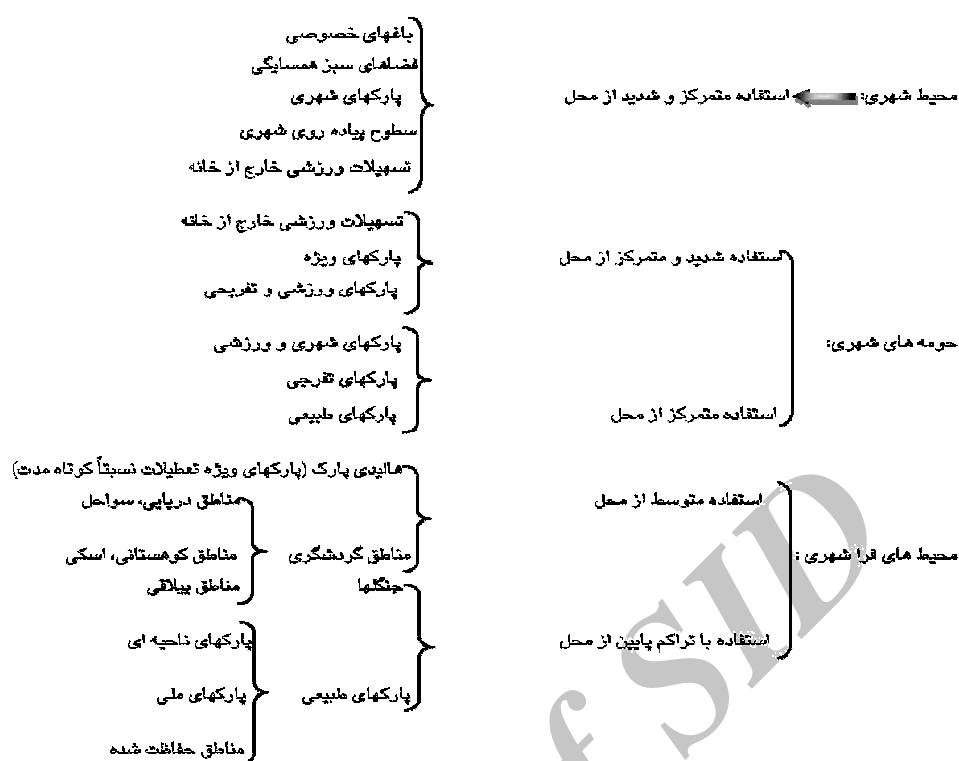 محیط شهری:
استفاده متمرکز و شدید از محل
باغهای خصوصی
فضاهای سبز همسایگی
پارکهای شهری
سطوح پیاده روی شهری
تسهیلات ورزشی خارج از خانه
حومه های شهری:
استفاده شدید و متمرکز از محل
تسهیلات ورزشی خارج از خانه
پارکهای ویژه
پارکهای ورزشی و تفریحی
استفاده متمرکز از محل
پارکهای شهری و ورزشی
پارکهای تفرجی
پارکهای طبیعی
محیط های فرا شهری :
استفاده متوسط از محل
هالیدی پارک (پارکهای ویژه تعطیلات نسبتاً کوتاه مدت)
مناطق گردشگری
مناطق دریایی، سواحل
مناطق کوهستانی، اسکی
مناطق ییلاقی
استفاده با تراکم پایین از محل
جنگلها
پارکهای طبیعی
پارکهای ناحیه ای
پارکهای ملی
مناطق حفاظت شده
f SID